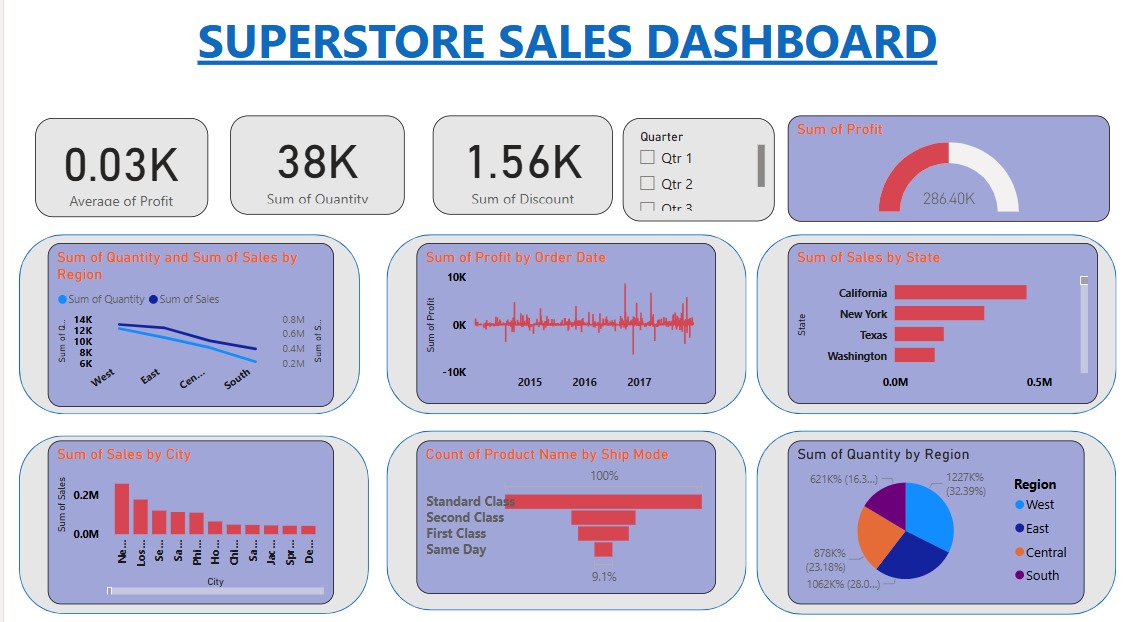 SUPERSTORE SALES DASHBOARD
0.03K
Average of Profit
38K
Sum of Quantity
1.56K
Sum of Discount
Quarter
Qtr 1
Qtr 2
Qtr 3
Sum of Profit
286.40K
Sum of Quantity and Sum of Sales by
Region
Sum of Quantity Sum of Sales
Sum of Q...
14K
12K
10K
8K
6K
0.8M
0.6M
0.4M
0.2M
Sum of S...
West
East
Cen...
South
Sum of Profit by Order Date
Sum of Profit
10K
0K
-10K
2015 2016 2017
Sum of Sales by State
State
California
New York
Texas
Washington
0.0M 0.5M
Sum of Sales by City
Sum of Sales
0.2M
0.0M
Ne...
Los...
Se...
Sa...
Phil...
Ho...
Chi...
Sa...
Jac...
Spr...
De...
City
Count of Product Name by Ship Mode
100%
Standard Class
Second Class
First Class
Same Day
9.1%
Sum of Quantity by Region
621K% (16.3...)
1227K%
(32.39%)
878K%
(23.18%)
1062K% (28.0...)
Region
West
East
Central
South